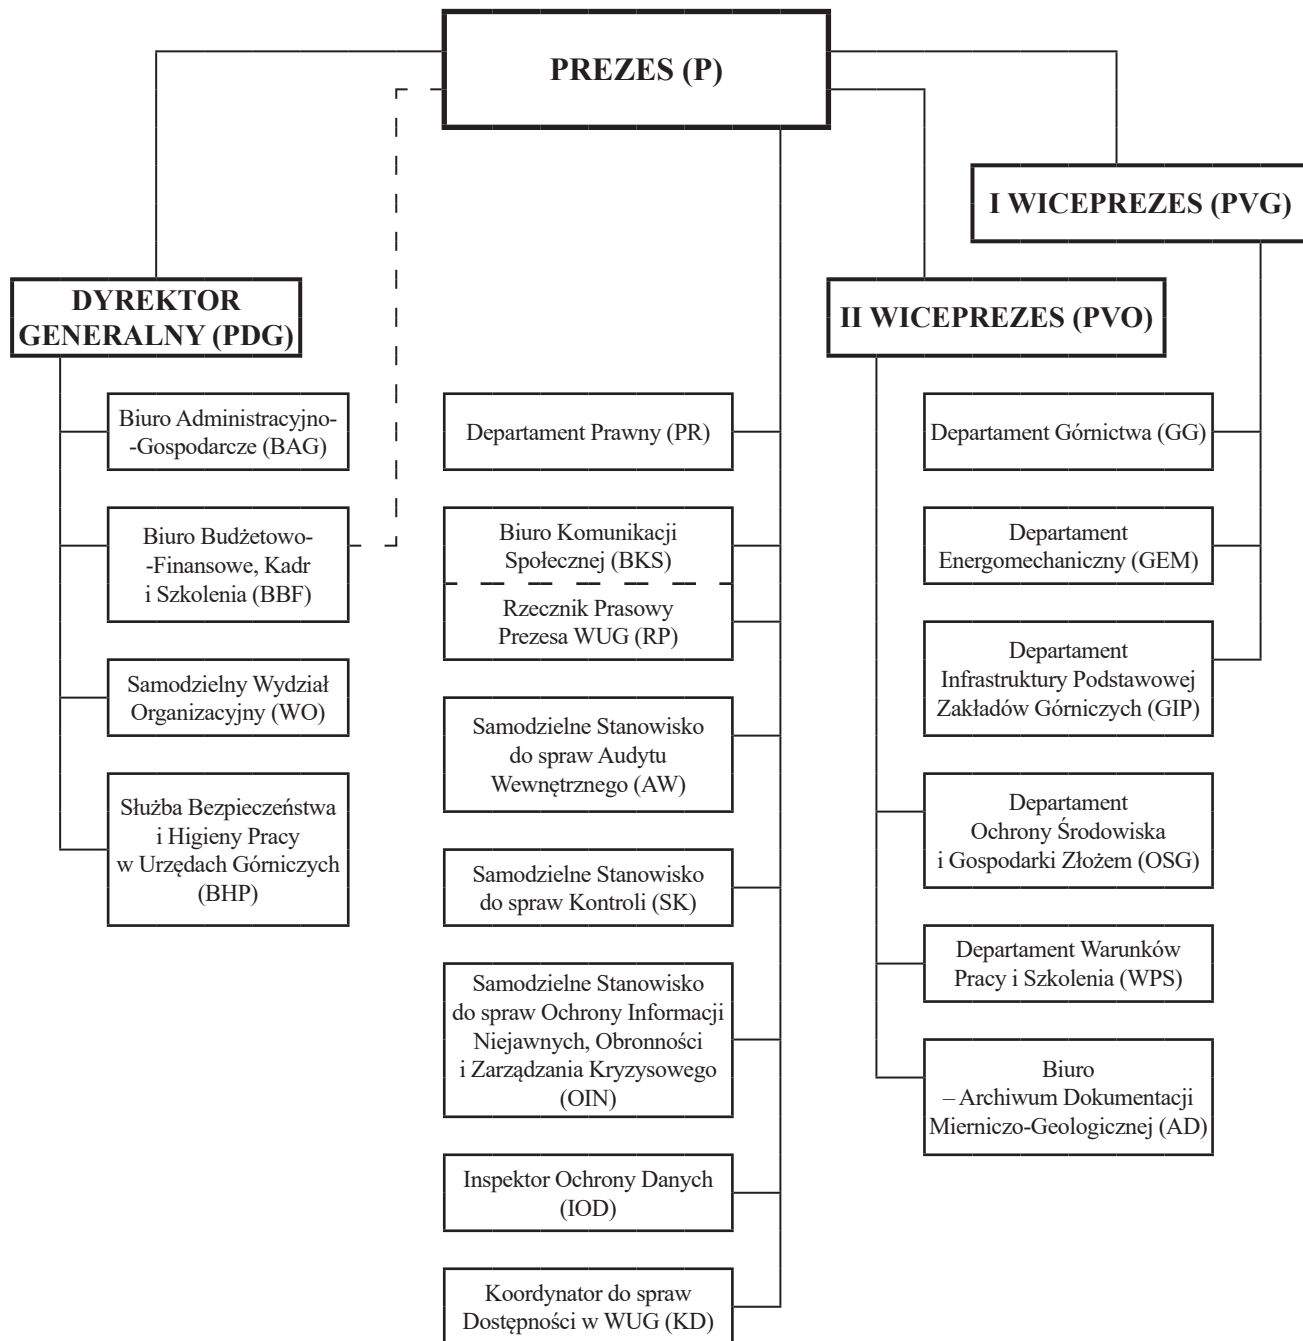 PREZES (P)
I WICEPREZES (PVG)
DYREKTOR
GENERALNY (PDG)
II WICEPREZES (PVO)
Biuro Administracyjno-
-Gospodarcze (BAG)
Biuro Budżetowo-
-Finansowe, Kadr
i Szkolenia (BBF)
Samodzielny Wydział
Organizacyjny (WO)
Służba Bezpieczeństwa
i Higieny Pracy
w Urzędach Górniczych
(BHP)
Departament Prawny (PR)
Biuro Komunikacji
Społecznej (BKS)
Rzecznik Prasowy
Prezesa WUG (RP)
Samodzielne Stanowisko
do spraw Audytu
Wewnętrznego (AW)
Samodzielne Stanowisko
do spraw Kontroli (SK)
Samodzielne Stanowisko
do spraw Ochrony Informacji
Niejawnych, Obronności
i Zarządzania Kryzysowego
(OIN)
Inspektor Ochrony Danych
(IOD)
Koordynator do spraw
Dostępności w WUG (KD)
Departament Górnictwa (GG)
Departament
Energomechaniczny (GEM)
Departament
Infrastruktury Podstawowej
Zakładów Górniczych (GIP)
Departament
Ochrony Środowiska
i Gospodarki Złożem (OSG)
Departament Warunków
Pracy i Szkolenia (WPS)
Biuro
– Archiwum Dokumentacji
Mierniczo-Geologicznej (AD)